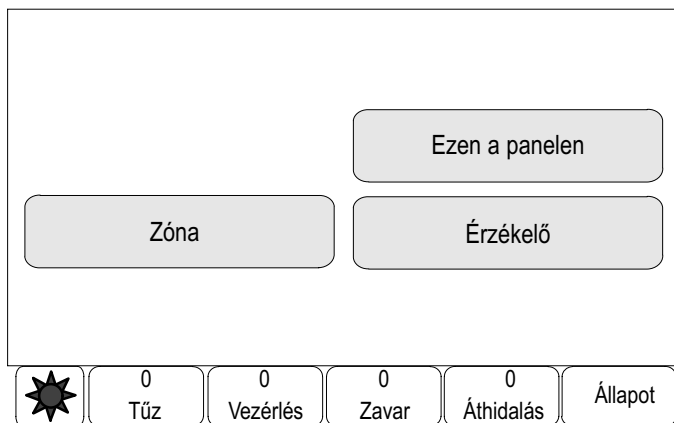 Ezen a panelen
Zóna
Érzékelő
0
Tűz
0
Vezérlés
0
Zavar
0
Áthidalás
Állapot